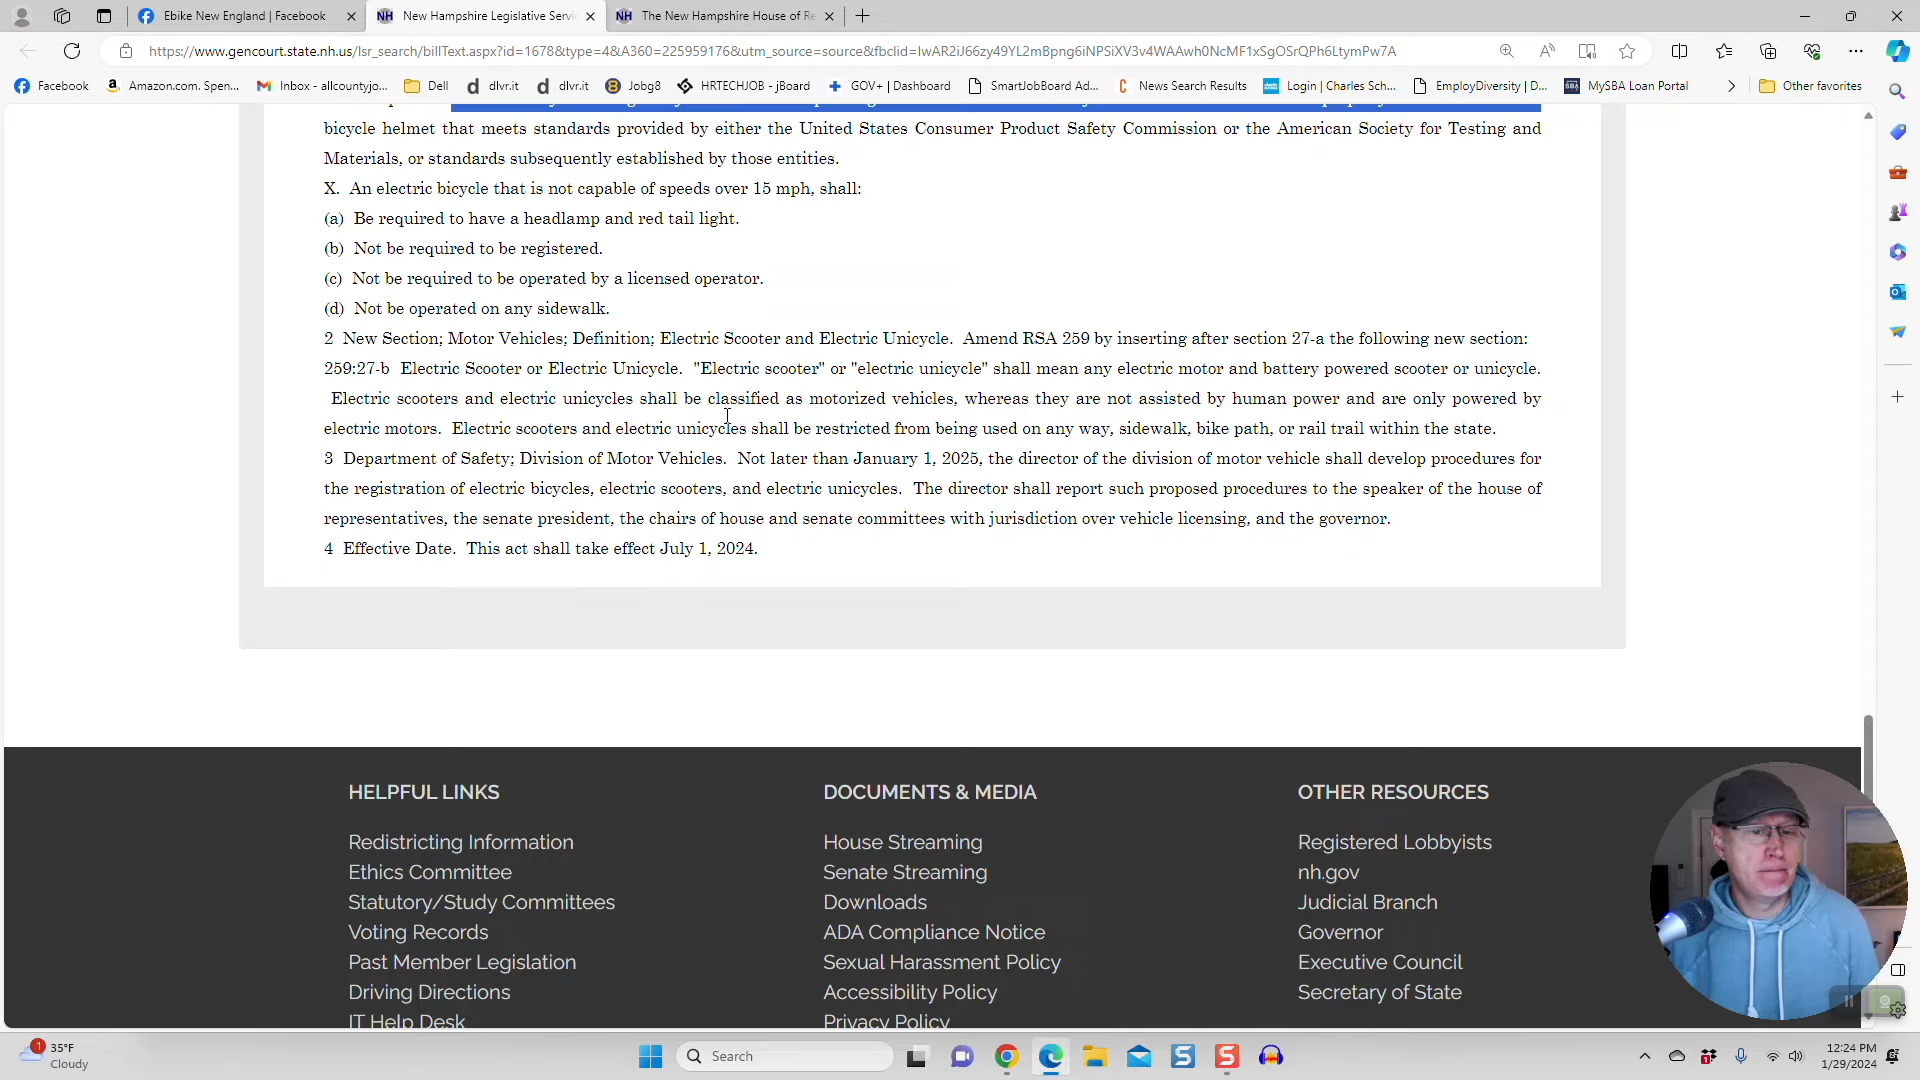 Ebike New England | Facebook
New Hampshire Legislative Servi
The New Hampshire House of Re
https://www.gencourt.state.nh.us/lsr_search/billText.aspx?id=1678&type=4&A360=225959176&utm_source=source&fbclid=IwAR2iJ66zy49YL2mBpng6iNPSiXV3v4WAAwh0NcMF1xSgOSrQPh6LtymPw7A
Facebook
Amazon.com. Spen...
Inbox - allcountyjo...
Dell
dlvr.it
dlvr.it
Jobg8
HRTECHJOB - jBoard
GOV+ | Dashboard
SmartJobBoard Ad...
News Search Results
Login | Charles Sch...
EmployDiversity | D...
MySBA Loan Portal
Other favorites
bicycle helmet that meets standards provided by either the United States Consumer Product Safety Commission or the American Society for Testing and
Materials, or standards subsequently established by those entities.
X. An electric bicycle that is not capable of speeds over 15 mph, shall:
(a) Be required to have a headlamp and red tail light.
(b) Not be required to be registered.
(c) Not be required to be operated by a licensed operator.
(d) Not be operated on any sidewalk.
2 New Section; Motor Vehicles; Definition; Electric Scooter and Electric Unicycle. Amend RSA 259 by inserting after section 27-a the following new section:
259:27-b Electric Scooter or Electric Unicycle. "Electric scooter" or "electric unicycle" shall mean any electric motor and battery powered scooter or unicycle.
Electric scooters and electric unicycles shall be classified as motorized vehicles, whereas they are not assisted by human power and are only powered by
electric motors. Electric scooters and electric unicycles shall be restricted from being used on any way, sidewalk, bike path, or rail trail within the state.
3 Department of Safety; Division of Motor Vehicles. Not later than January 1, 2025, the director of the division of motor vehicle shall develop procedures for
the registration of electric bicycles, electric scooters, and electric unicycles. The director shall report such proposed procedures to the speaker of the house of
representatives, the senate president, the chairs of house and senate committees with jurisdiction over vehicle licensing, and the governor.
4 Effective Date. This act shall take effect July 1, 2024.
HELPFUL LINKS
Redistricting Information
Ethics Committee
Statutory/Study Committees
Voting Records
Past Member Legislation
Driving Directions
IT Help Desk
DOCUMENTS & MEDIA
House Streaming
Senate Streaming
Downloads
ADA Compliance Notice
Sexual Harassment Policy
Accessibility Policy
Privacy Policy
OTHER RESOURCES
Registered Lobbyists
nh.gov
Judicial Branch
Governor
Executive Council
Secretary of State
1
35°F
Cloudy
Search
12:24 PM
1/29/2024